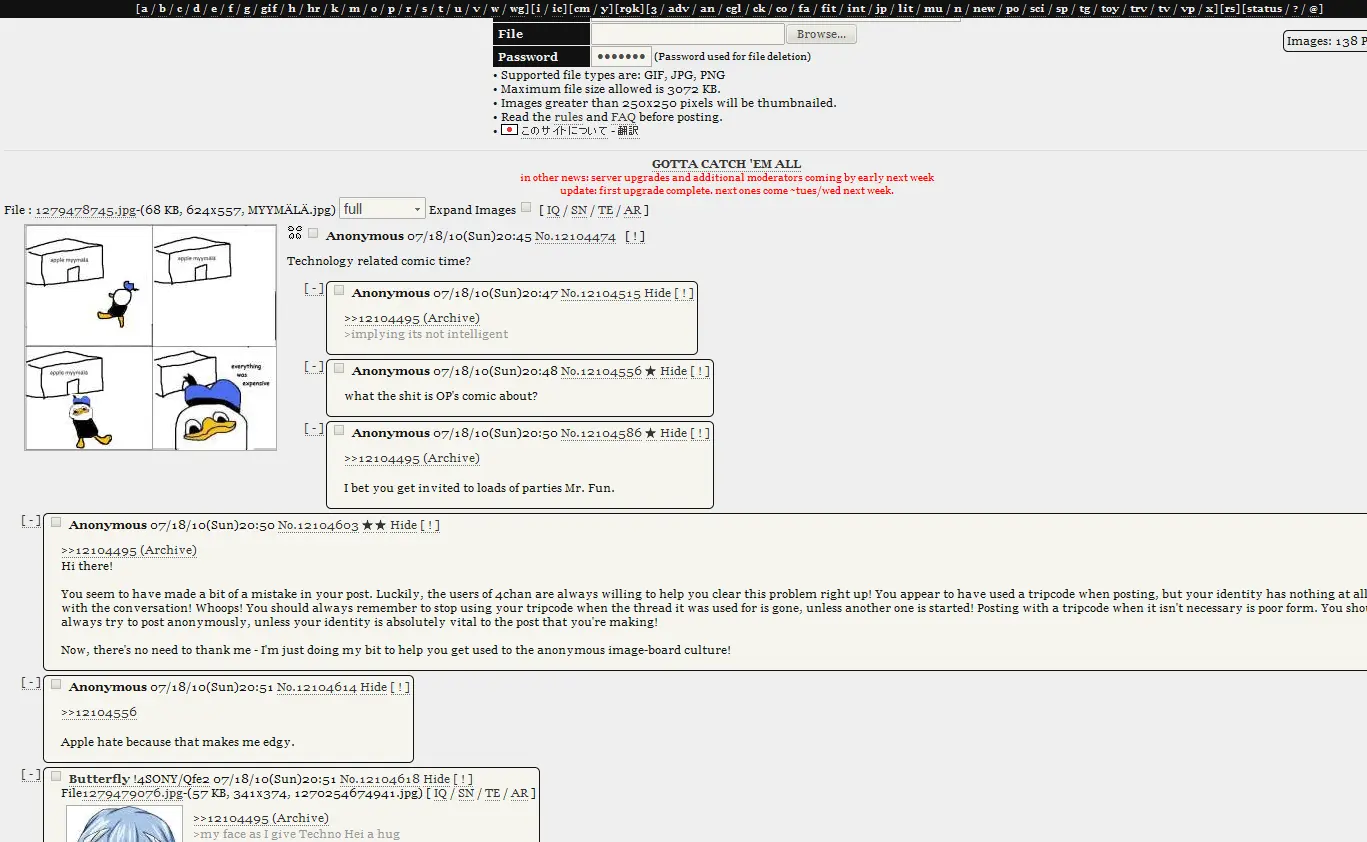 [a / b / c / d / e / f / g / gif / h / hr / k / m / o / p / r / s / t / u / v / w / wg][i / ic][cm / y][r9k][3 / adv / an / cgl / ck / co / fa / fit / int / jp / lit / mu / n / new / po / sci / sp / tg / toy / trv / tv / vp / x][rs][status / ? / @]
File Browse...
Images: 138 P
Password ●●●●●●● (Password used for file deletion)
• Supported file types are: GIF, JPG, PNG
• Maximum file size allowed is 3072 KB.
• Images greater than 250x250 pixels will be thumbnailed.
• Read the rules and FAQ before posting.
• このサイトについて - 翻訳
GOTTA CATCH 'EM ALL
in other news: server upgrades and additional moderators coming by early next week
update: first upgrade complete. next ones come ~tues/wed next week.
File : 1279478745.jpg-(68 KB, 624x557, MYYMÄLÄ.jpg) full Expand Images [ IQ / SN / TE / AR ]
apple myymälä
apple myymälä
apple myymälä
everything
was
expensive
Anonymous 07/18/10(Sun)20:45 No.12104474 [ ! ]
Technology related comic time?
[ - ] Anonymous 07/18/10(Sun)20:47 No.12104515 Hide [ ! ]
>>12104495 (Archive)
>implying its not intelligent
[ - ] Anonymous 07/18/10(Sun)20:48 No.12104556 ★ Hide [ ! ]
what the shit is OP's comic about?
[ - ] Anonymous 07/18/10(Sun)20:50 No.12104586 ★ Hide [ ! ]
>>12104495 (Archive)
I bet you get invited to loads of parties Mr. Fun.
[ - ] Anonymous 07/18/10(Sun)20:50 No.12104603 ★★ Hide [ ! ]
>>12104495 (Archive)
Hi there!
You seem to have made a bit of a mistake in your post. Luckily, the users of 4chan are always willing to help you clear this problem right up! You appear to have used a tripcode when posting, but your identity has nothing at all
with the conversation! Whoops! You should always remember to stop using your tripcode when the thread it was used for is gone, unless another one is started! Posting with a tripcode when it isn't necessary is poor form. You shou
always try to post anonymously, unless your identity is absolutely vital to the post that you're making!
Now, there's no need to thank me - I'm just doing my bit to help you get used to the anonymous image-board culture!
[ - ] Anonymous 07/18/10(Sun)20:51 No.12104614 Hide [ ! ]
>>12104556
Apple hate because that makes me edgy.
[ - ] Butterfly !4SONY/Qfe2 07/18/10(Sun)20:51 No.12104618 Hide [ ! ]
File1279479076.jpg-(57 KB, 341x374, 1270254674941.jpg) [ IQ / SN / TE / AR ]
>>12104495 (Archive)
>my face as I give Techno Hei a hug